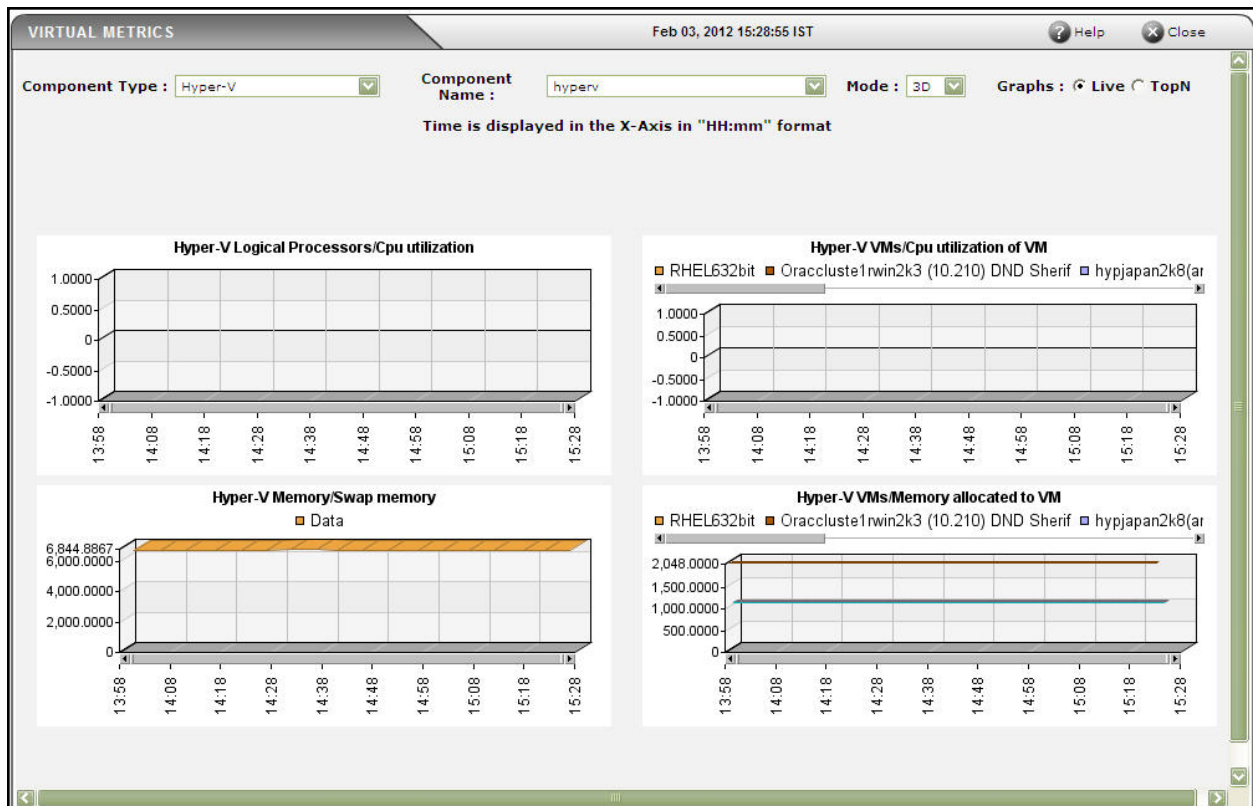 VIRTUAL METRICS
Feb 03, 2012 15:28:55 IST
Help
Close
Component Type :
Hyper-V
Component Name :
hyperv
Mode :
3D
Graphs :
Live
TopN
Time is displayed in the X-Axis in "HH:mm" format
Hyper-V Logical Processors/Cpu utilization
1.0000
0.5000
0
-0.5000
-1.0000
13:58
14:08
14:18
14:28
14:38
14:48
14:58
15:08
15:18
15:28
Hyper-V VMs/Cpu utilization of VM
RHEL632bit
Oraccluste1rwin2k3 (10.210) DND Sherif
hypjapan2k8(ar
1.0000
0.5000
0
-0.5000
-1.0000
13:58
14:08
14:18
14:28
14:38
14:48
14:58
15:08
15:18
15:28
Hyper-V Memory/Swap memory
Data
6,844.8867
6,000.0000
4,000.0000
2,000.0000
0
13:58
14:08
14:18
14:28
14:38
14:48
14:58
15:08
15:18
15:28
Hyper-V VMs/Memory allocated to VM
RHEL632bit
Oraccluste1rwin2k3 (10.210) DND Sherif
hypjapan2k8(ar
2,048.0000
1,500.0000
1,000.0000
500.0000
0
13:58
14:08
14:18
14:28
14:38
14:48
14:58
15:08
15:18
15:28